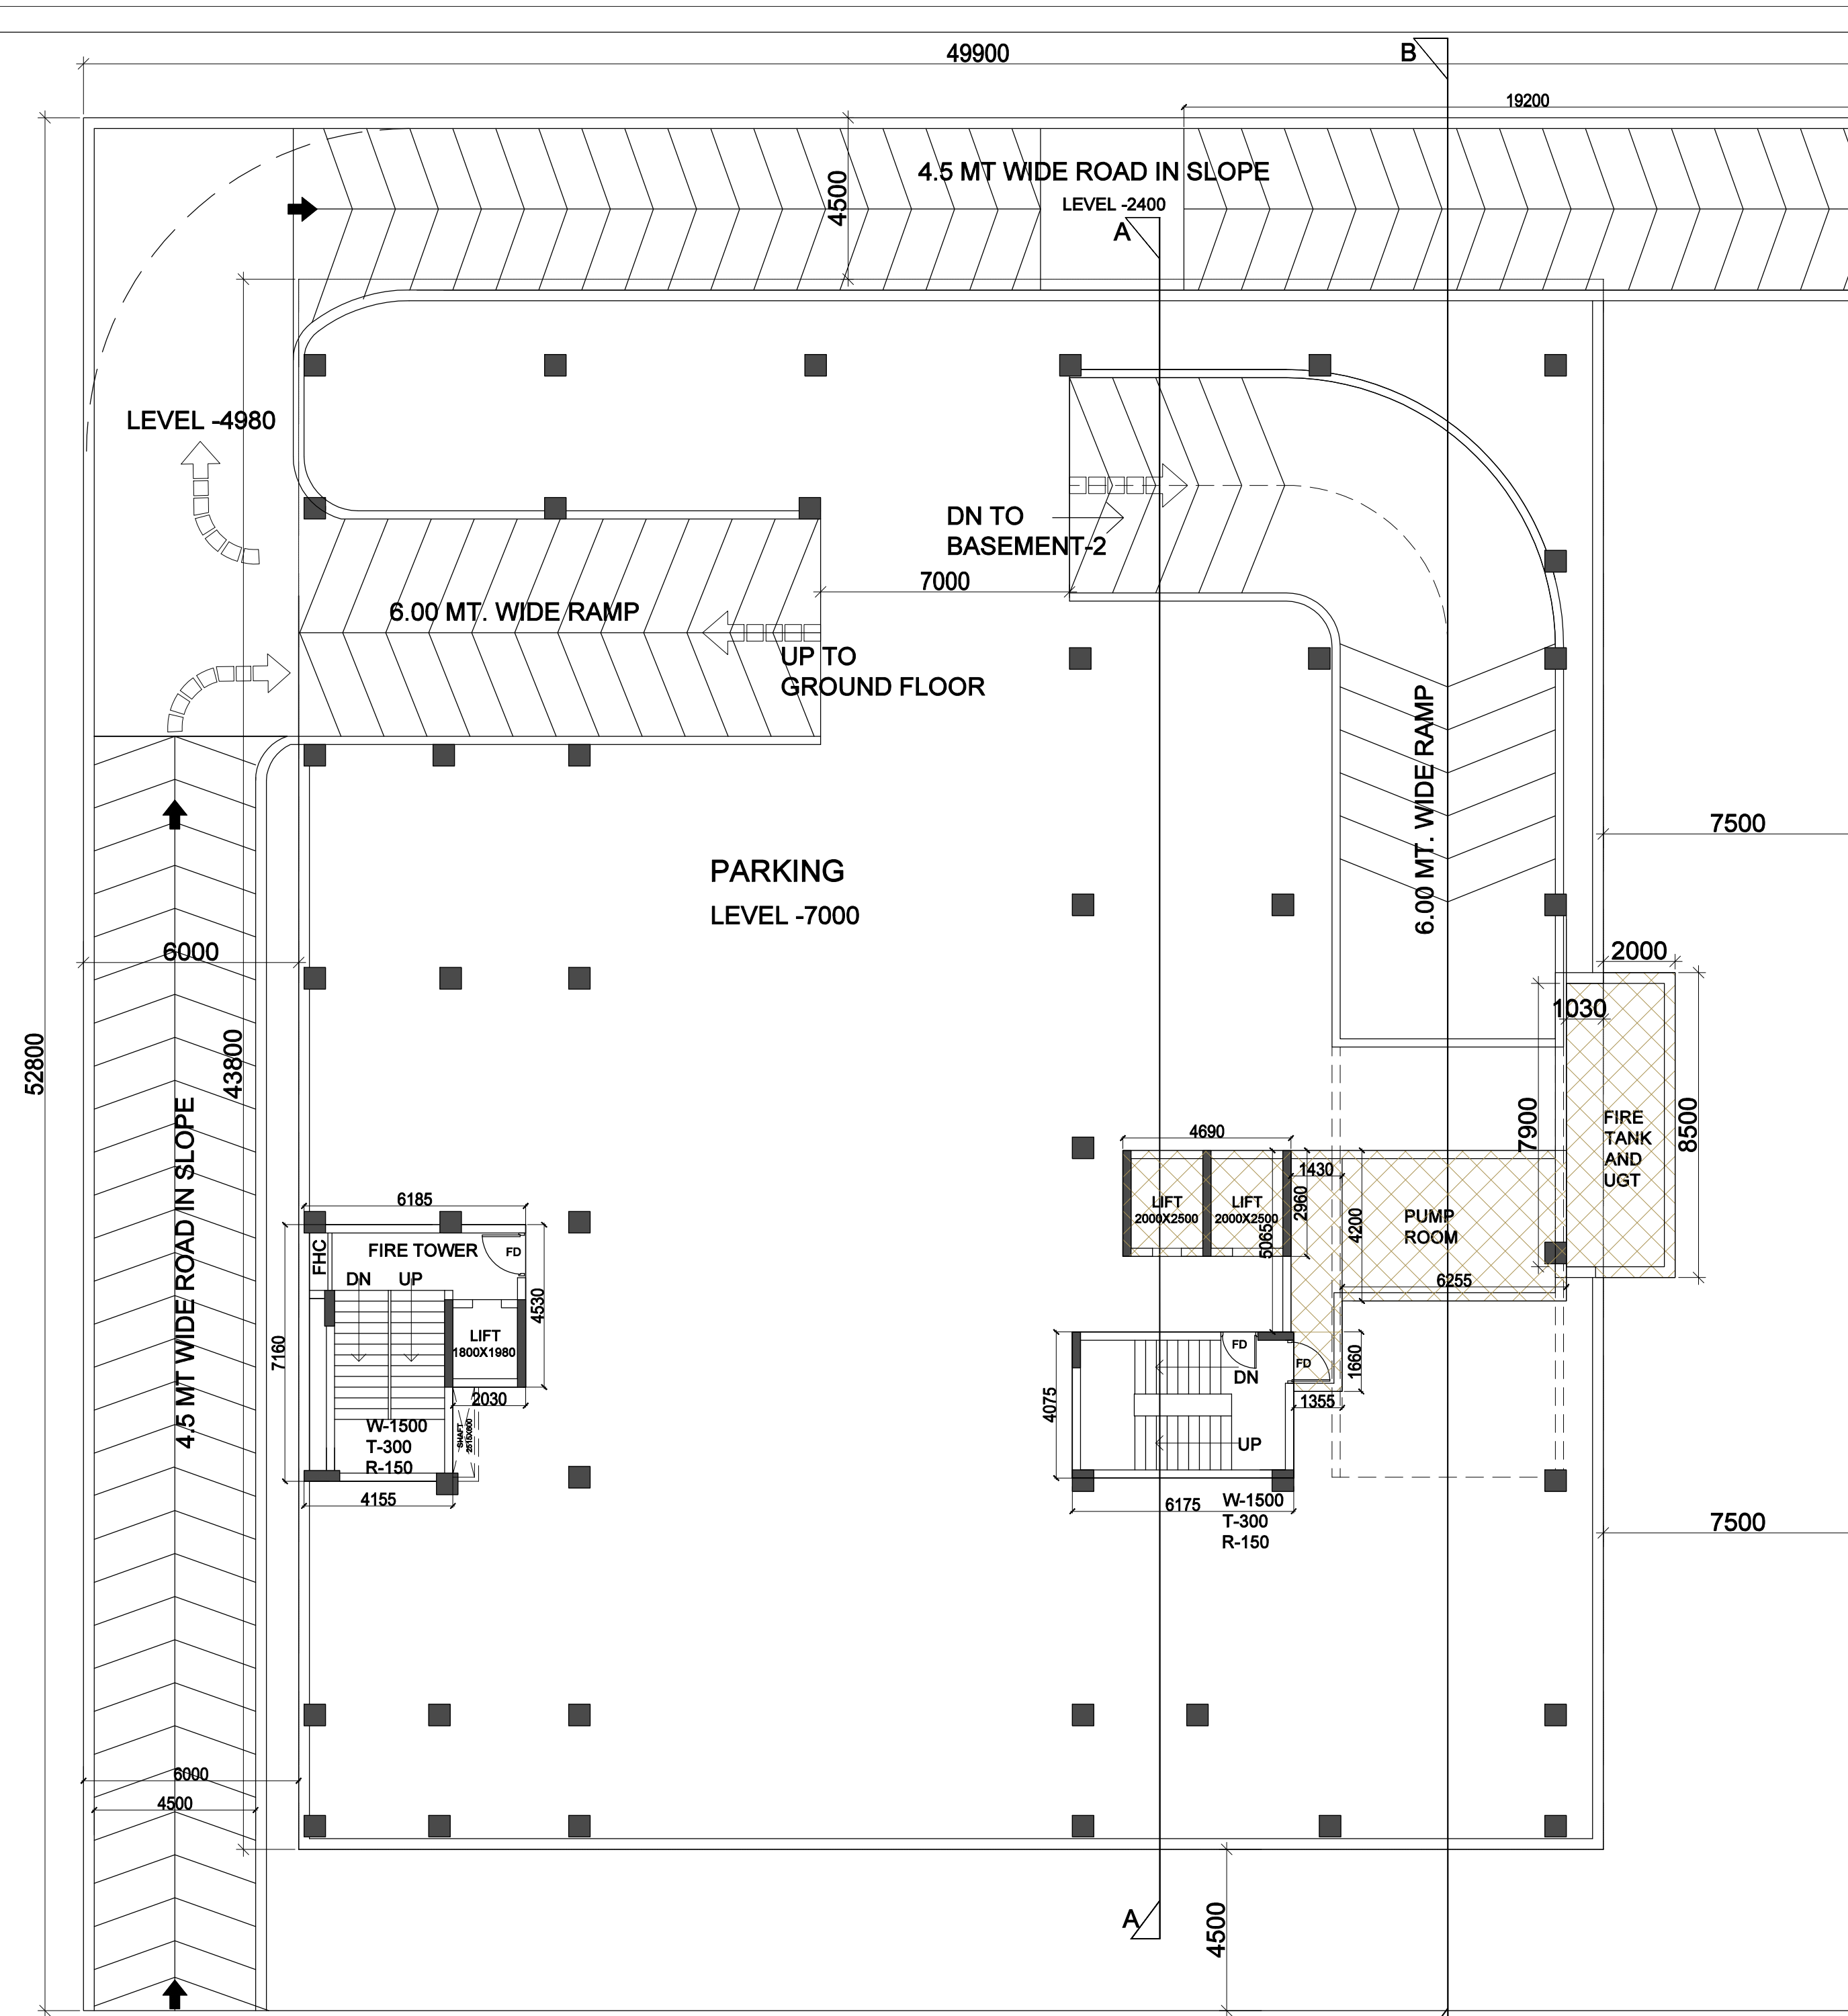 49900
B
19200
4.5 MT WIDE ROAD IN SLOPE
LEVEL -2400
4500
A
LEVEL -4980
DN TO
BASEMENT-2
7000
6.00 MT. WIDE RAMP
UP TO
GROUND FLOOR
6.00 MT. WIDE RAMP
7500
PARKING
LEVEL -7000
6000
2000
1030
52800
43800
7900
8500
FIRE
TANK
AND
UGT
4.5 MT WIDE ROAD IN SLOPE
4690
1430
LIFT
2000X2500
LIFT
2000X2500
2960
5065
4200
PUMP
ROOM
6255
6185
FHC
FIRE TOWER
FD
DN
UP
4530
LIFT
1800X1980
7160
2030
SHAFT
2515X600
W-1500
T-300
R-150
4155
FD
FD
DN
1660
1355
4075
UP
6175
W-1500
T-300
R-150
7500
6000
4500
A
4500